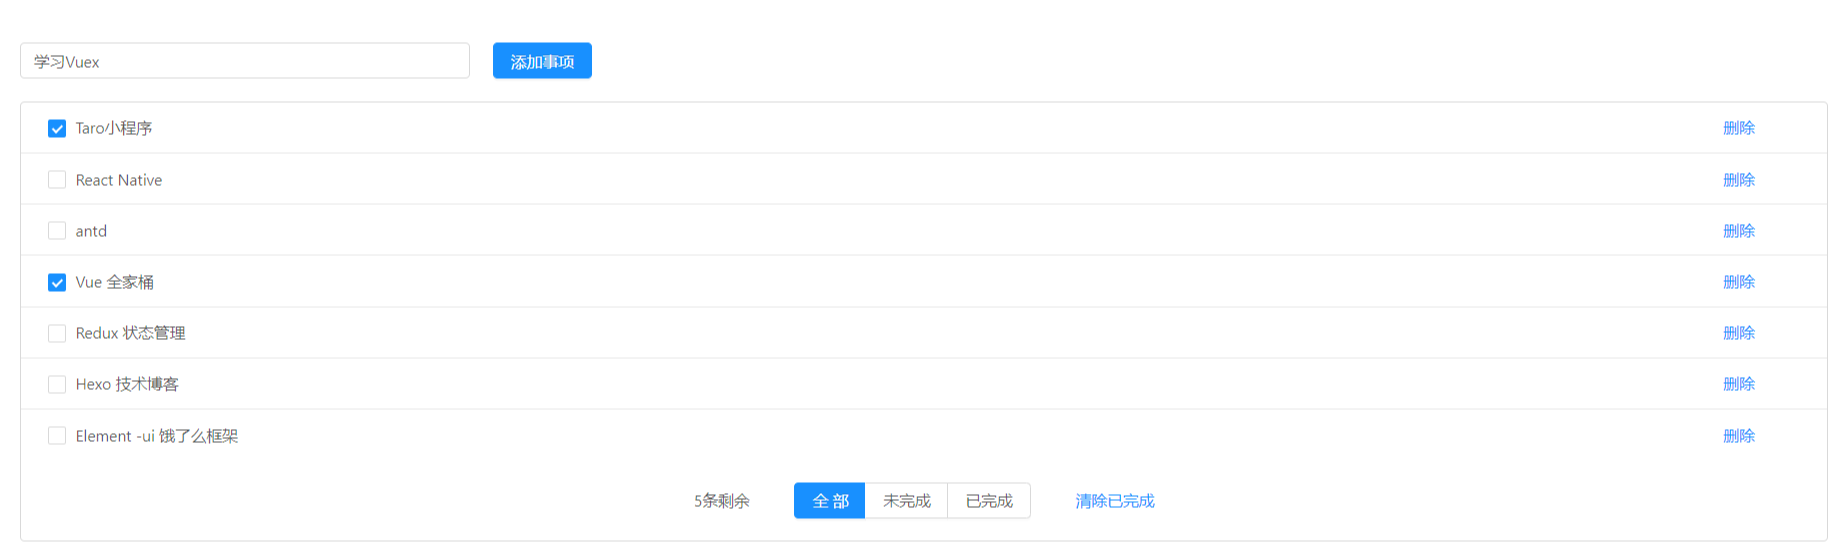 学习Vuex 添加事项
Taro小程序 删除
React Native 删除
antd 删除
Vue 全家桶 删除
Redux 状态管理 删除
Hexo 技术博客 删除
Element -ui 饿了么框架 删除
5条剩余 全 部 未完成 已完成 清除已完成